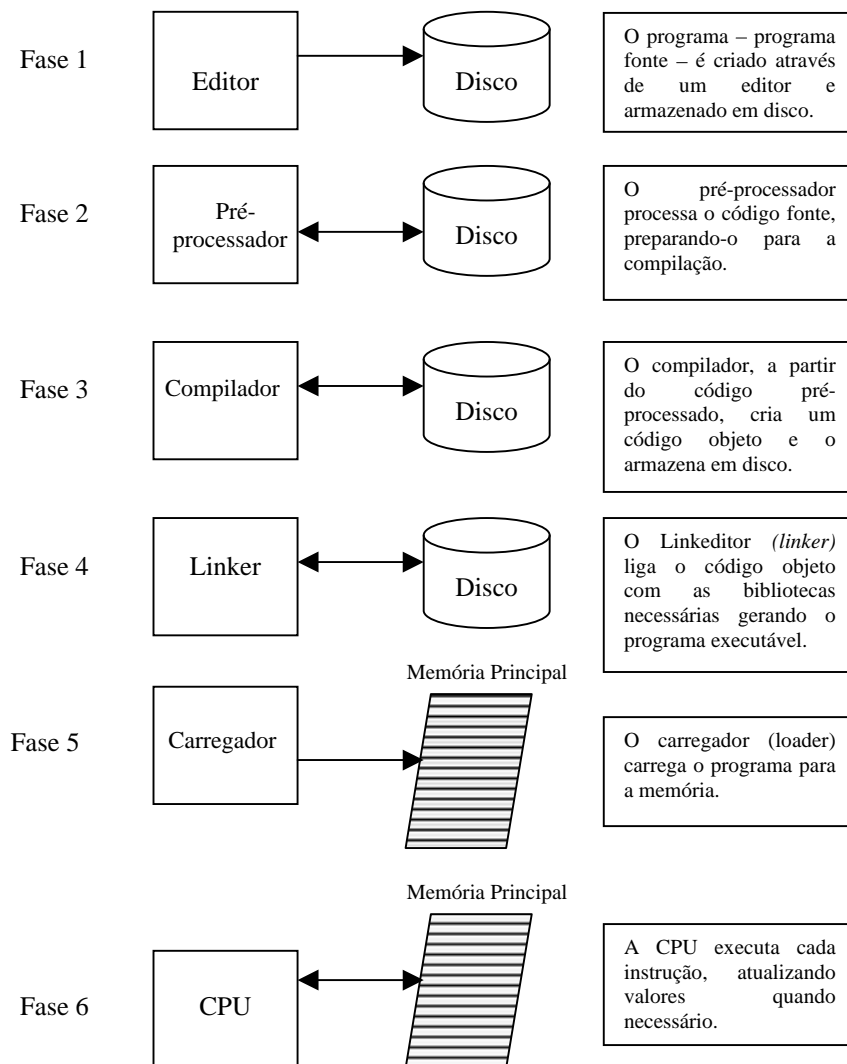 Fase 1
Editor
Disco
O programa – programa
fonte – é criado através
de um editor e
armazenado em disco.
Fase 2
Pré-
processador
Disco
O pré-processador
processa o código fonte,
preparando-o para a
compilação.
Fase 3
Compilador
Disco
O compilador, a partir
do código pré-
processado, cria um
código objeto e o
armazena em disco.
Fase 4
Linker
Disco
O Linkeditor (linker)
liga o código objeto
com as bibliotecas
necessárias gerando o
programa executável.
Memória Principal
Fase 5
Carregador
O carregador (loader)
carrega o programa para
a memória.
Memória Principal
Fase 6
CPU
A CPU executa cada
instrução, atualizando
valores quando
necessário.